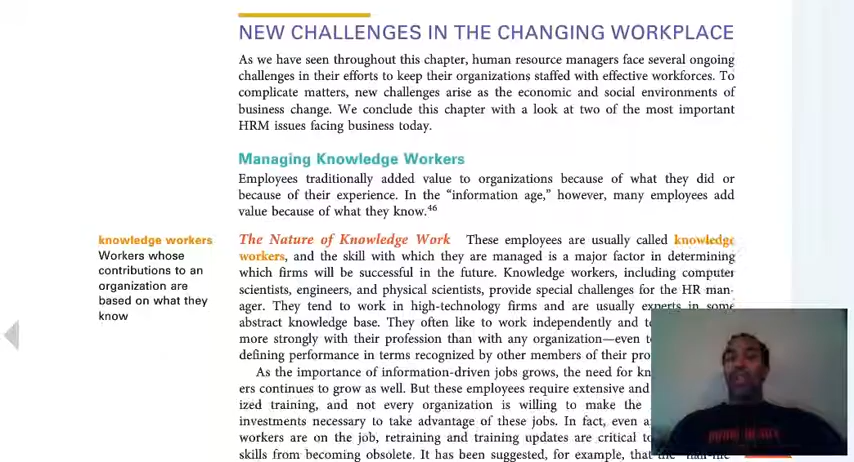 NEW CHALLENGES IN THE CHANGING WORKPLACE
As we have seen throughout this chapter, human resource managers face several ongoing
challenges in their efforts to keep their organizations staffed with effective workforces. To
complicate matters, new challenges arise as the economic and social environments of
business change. We conclude this chapter with a look at two of the most important
HRM issues facing business today.
Managing Knowledge Workers
Employees traditionally added value to organizations because of what they did or
because of their experience. In the “information age,” however, many employees add
value because of what they know.46
knowledge workers
Workers whose
contributions to an
organization are
based on what they
know
The Nature of Knowledge Work These employees are usually called knowledge
workers, and the skill with which they are managed is a major factor in determining
which firms will be successful in the future. Knowledge workers, including computer
scientists, engineers, and physical scientists, provide special challenges for the HR man-
ager. They tend to work in high-technology firms and are usually experts in some
abstract knowledge base. They often like to work independently and
more strongly with their profession than with any organization—even
defining performance in terms recognized by other members of their
As the importance of information-driven jobs grows, the need for
ers continues to grow as well. But these employees require extensive and
ized training, and not every organization is willing to make the
investments necessary to take advantage of these jobs. In fact, even
workers are on the job, retraining and training updates are critical
skills from becoming obsolete. It has been suggested, for example, that the